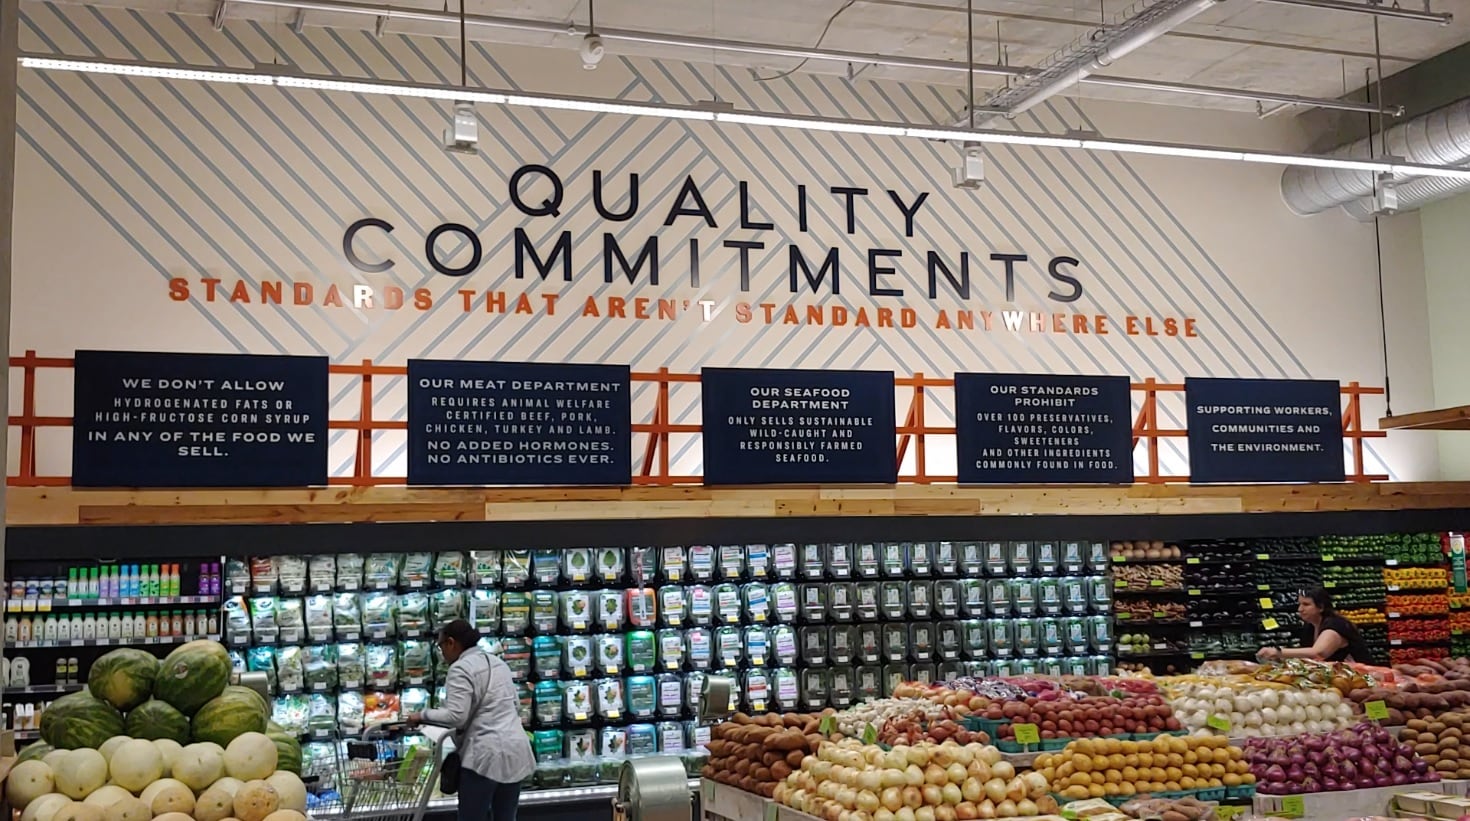 QUALITY
COMMITMENTS
STANDARDS THAT AREN'T STANDARD ANYWHERE ELSE
WE DON'T ALLOW
HYDROGENATED FATS OR
HIGH-FRUCTOSE CORN SYRUP
IN ANY OF THE FOOD WE
SELL.
OUR MEAT DEPARTMENT
REQUIRES ANIMAL WELFARE
CERTIFIED BEEF, PORK,
CHICKEN, TURKEY AND LAMB.
NO ADDED HORMONES.
NO ANTIBIOTICS EVER.
OUR SEAFOOD
DEPARTMENT
ONLY SELLS SUSTAINABLE
WILD-CAUGHT AND
RESPONSIBLY FARMED
SEAFOOD.
OUR STANDARDS
PROHIBIT
OVER 100 PRESERVATIVES,
FLAVORS, COLORS,
SWEETENERS
AND OTHER INGREDIENTS
COMMONLY FOUND IN FOOD.
SUPPORTING WORKERS,
COMMUNITIES AND
THE ENVIRONMENT.